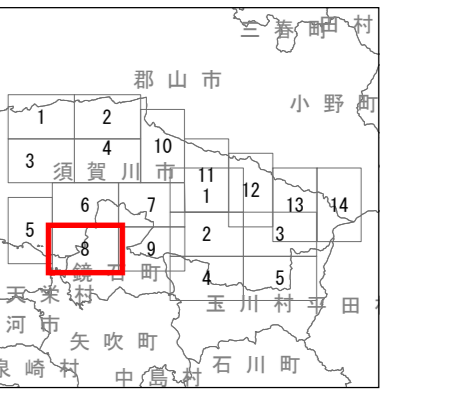 三春町
田村
郡山市
小野町
1 2
10
3 4
須賀川市
11
1 12
13 14
6 7
5
2 3
8 9
鏡石町
4 5
天栄村
玉川村 平田
河市
矢吹町
泉崎村
中島村
石川町